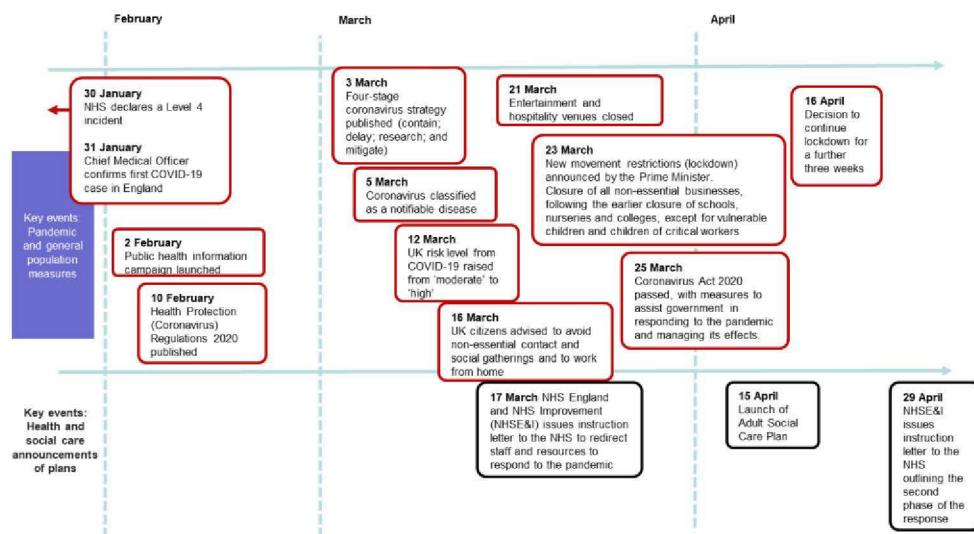 February
March
April
30 January
NHS declares a Level 4
incident
31 January
Chief Medical Officer
confirms first COVID-19
case in England
3 March
Four-stage
coronavirus strategy
published (contain;
delay; research; and
mitigate)
21 March
Entertainment and
hospitality venues closed
16 April
Decision to
continue
lockdown for
a further
three weeks
23 March
New movement restrictions (lockdown)
announced by the Prime Minister.
Closure of all non-essential businesses,
following the earlier closure of schools,
nurseries and colleges, except for vulnerable
children and children of critical workers
5 March
Coronavirus classified
as a notifiable disease
Key events:
Pandemic
and general
population
measures
2 February
Public health information
campaign launched
12 March
UK risk level from
COVID-19 raised
from 'moderate' to
'high'
25 March
Coronavirus Act 2020
passed, with measures to
assist government in
responding to the pandemic
and managing its effects.
10 February
Health Protection
(Coronavirus)
Regulations 2020
published
16 March
UK citizens advised to avoid
non-essential contact and
social gatherings and to work
from home
Key events:
Health and
social care
announcements
of plans
17 March NHS England
and NHS Improvement
(NHSE&I) issues instruction
letter to the NHS to redirect
staff and resources to
respond to the pandemic
15 April
Launch of
Adult Social
Care Plan
29 April
NHSE&I
issues
instruction
letter to the
NHS
outlining the
second
phase of the
response